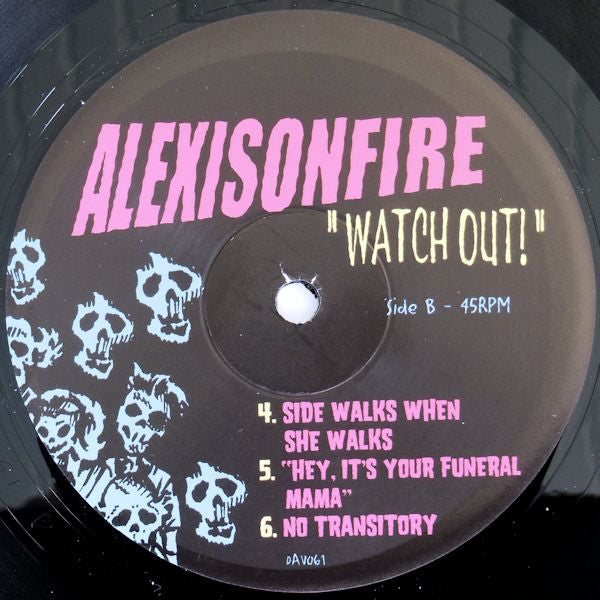 ALEXISONFIRE
"WATCH OUT!"
Side B - 45RPM
4. SIDE WALKS WHEN
SHE WALKS
5. "HEY, IT'S YOUR FUNERAL
MAMA"
6. NO TRANSITORY
DAV061